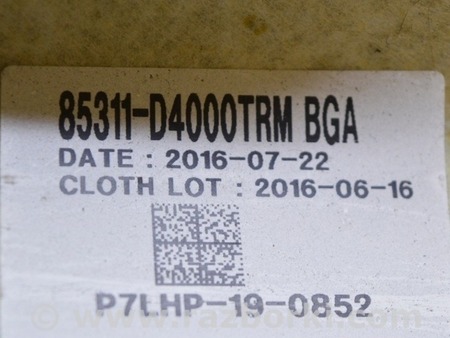 85311-D4000TRM BGA
DATE : 2016-07-22
CLOTH LOT : 2016-06-16
P7LHP-19-0852